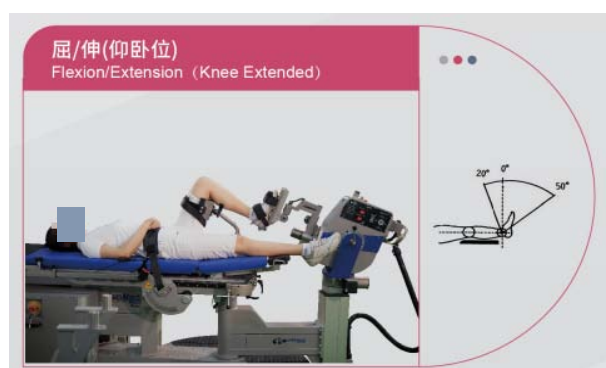 屈/伸(仰卧位)
Flexion/Extension（Knee Extended）
20° 0° 50°